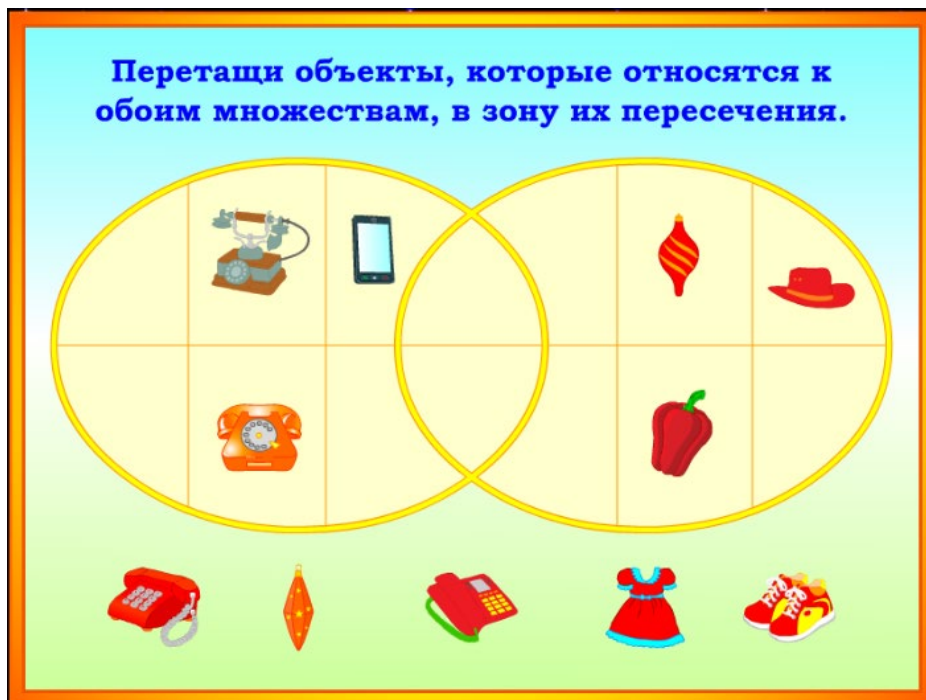 Перетащи объекты, которые относятся к
обоим множествам, в зону их пересечения.